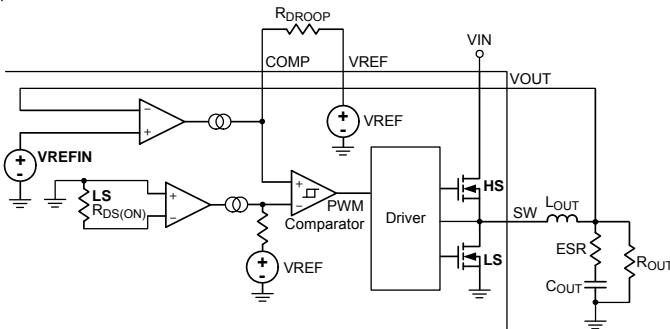 RDROOP
VIN
COMP
VREF
VOUT
−
+
+
-
VREF
+
-
VREFIN
LS
RDS(ON)
+
−
+
−
PWM
Comparator
+
-
VREF
Driver
HS
SW
LOUT
LS
ESR
ROUT
COUT